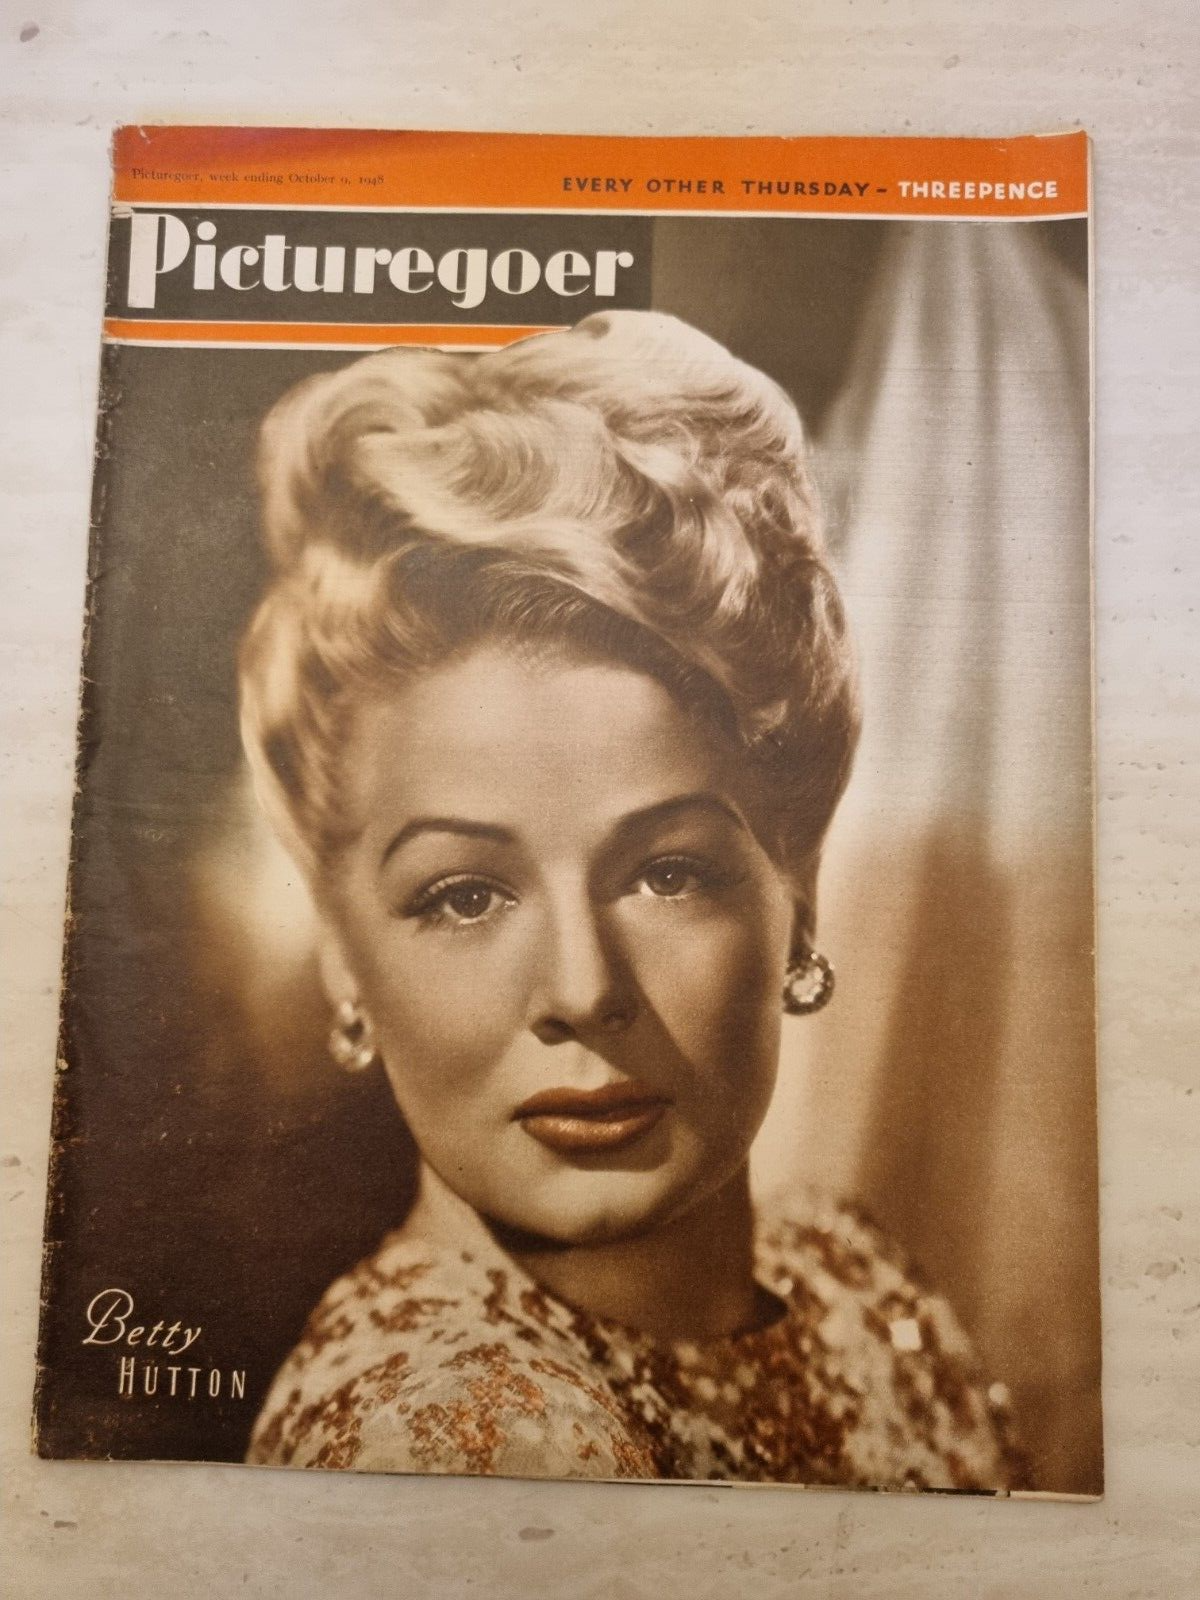 Picturegoer, week ending October 9, 1948
EVERY OTHER THURSDAY - THREEPENCE
Picturegoer
Betty
HUTTON